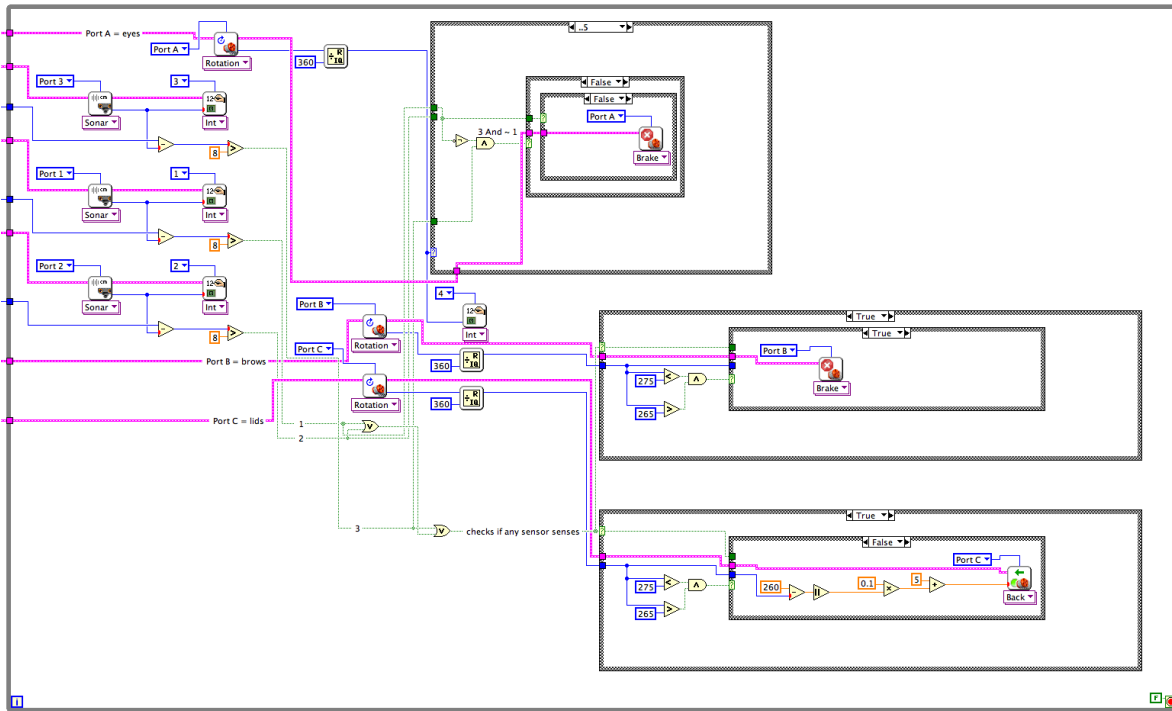 Port A = eyes
Port A
Rotation
360
R
IQ
..5
Port 3
3
Sonar
Int
8
False
False
Port A
3 And ~ 1
Brake
Port 1
1
Sonar
Int
8
Port 2
2
Sonar
Int
8
4
Int
Port B
Rotation
360
R
IQ
Port B = brows
Port C
Rotation
360
R
IQ
Port C = lids
True
True
Port B
Brake
275
265
1
2
3
checks if any sensor senses
True
False
Port C
275
265
260
0.1
5
Back
i
F